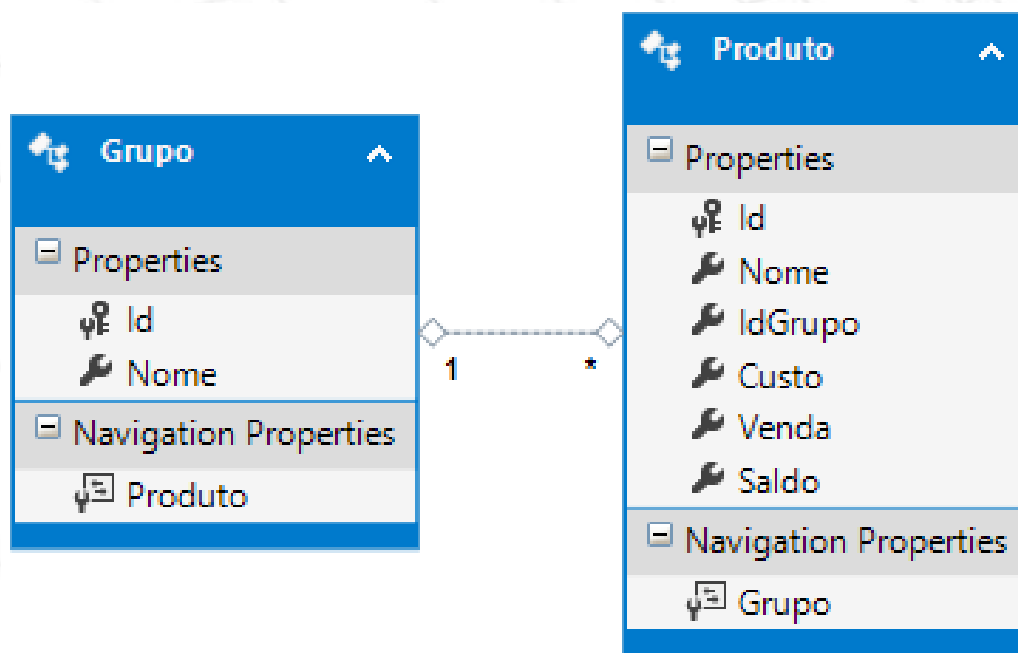 Grupo
Properties
Id
Nome
Navigation Properties
Produto
1
*
Produto
Properties
Id
Nome
IdGrupo
Custo
Venda
Saldo
Navigation Properties
Grupo